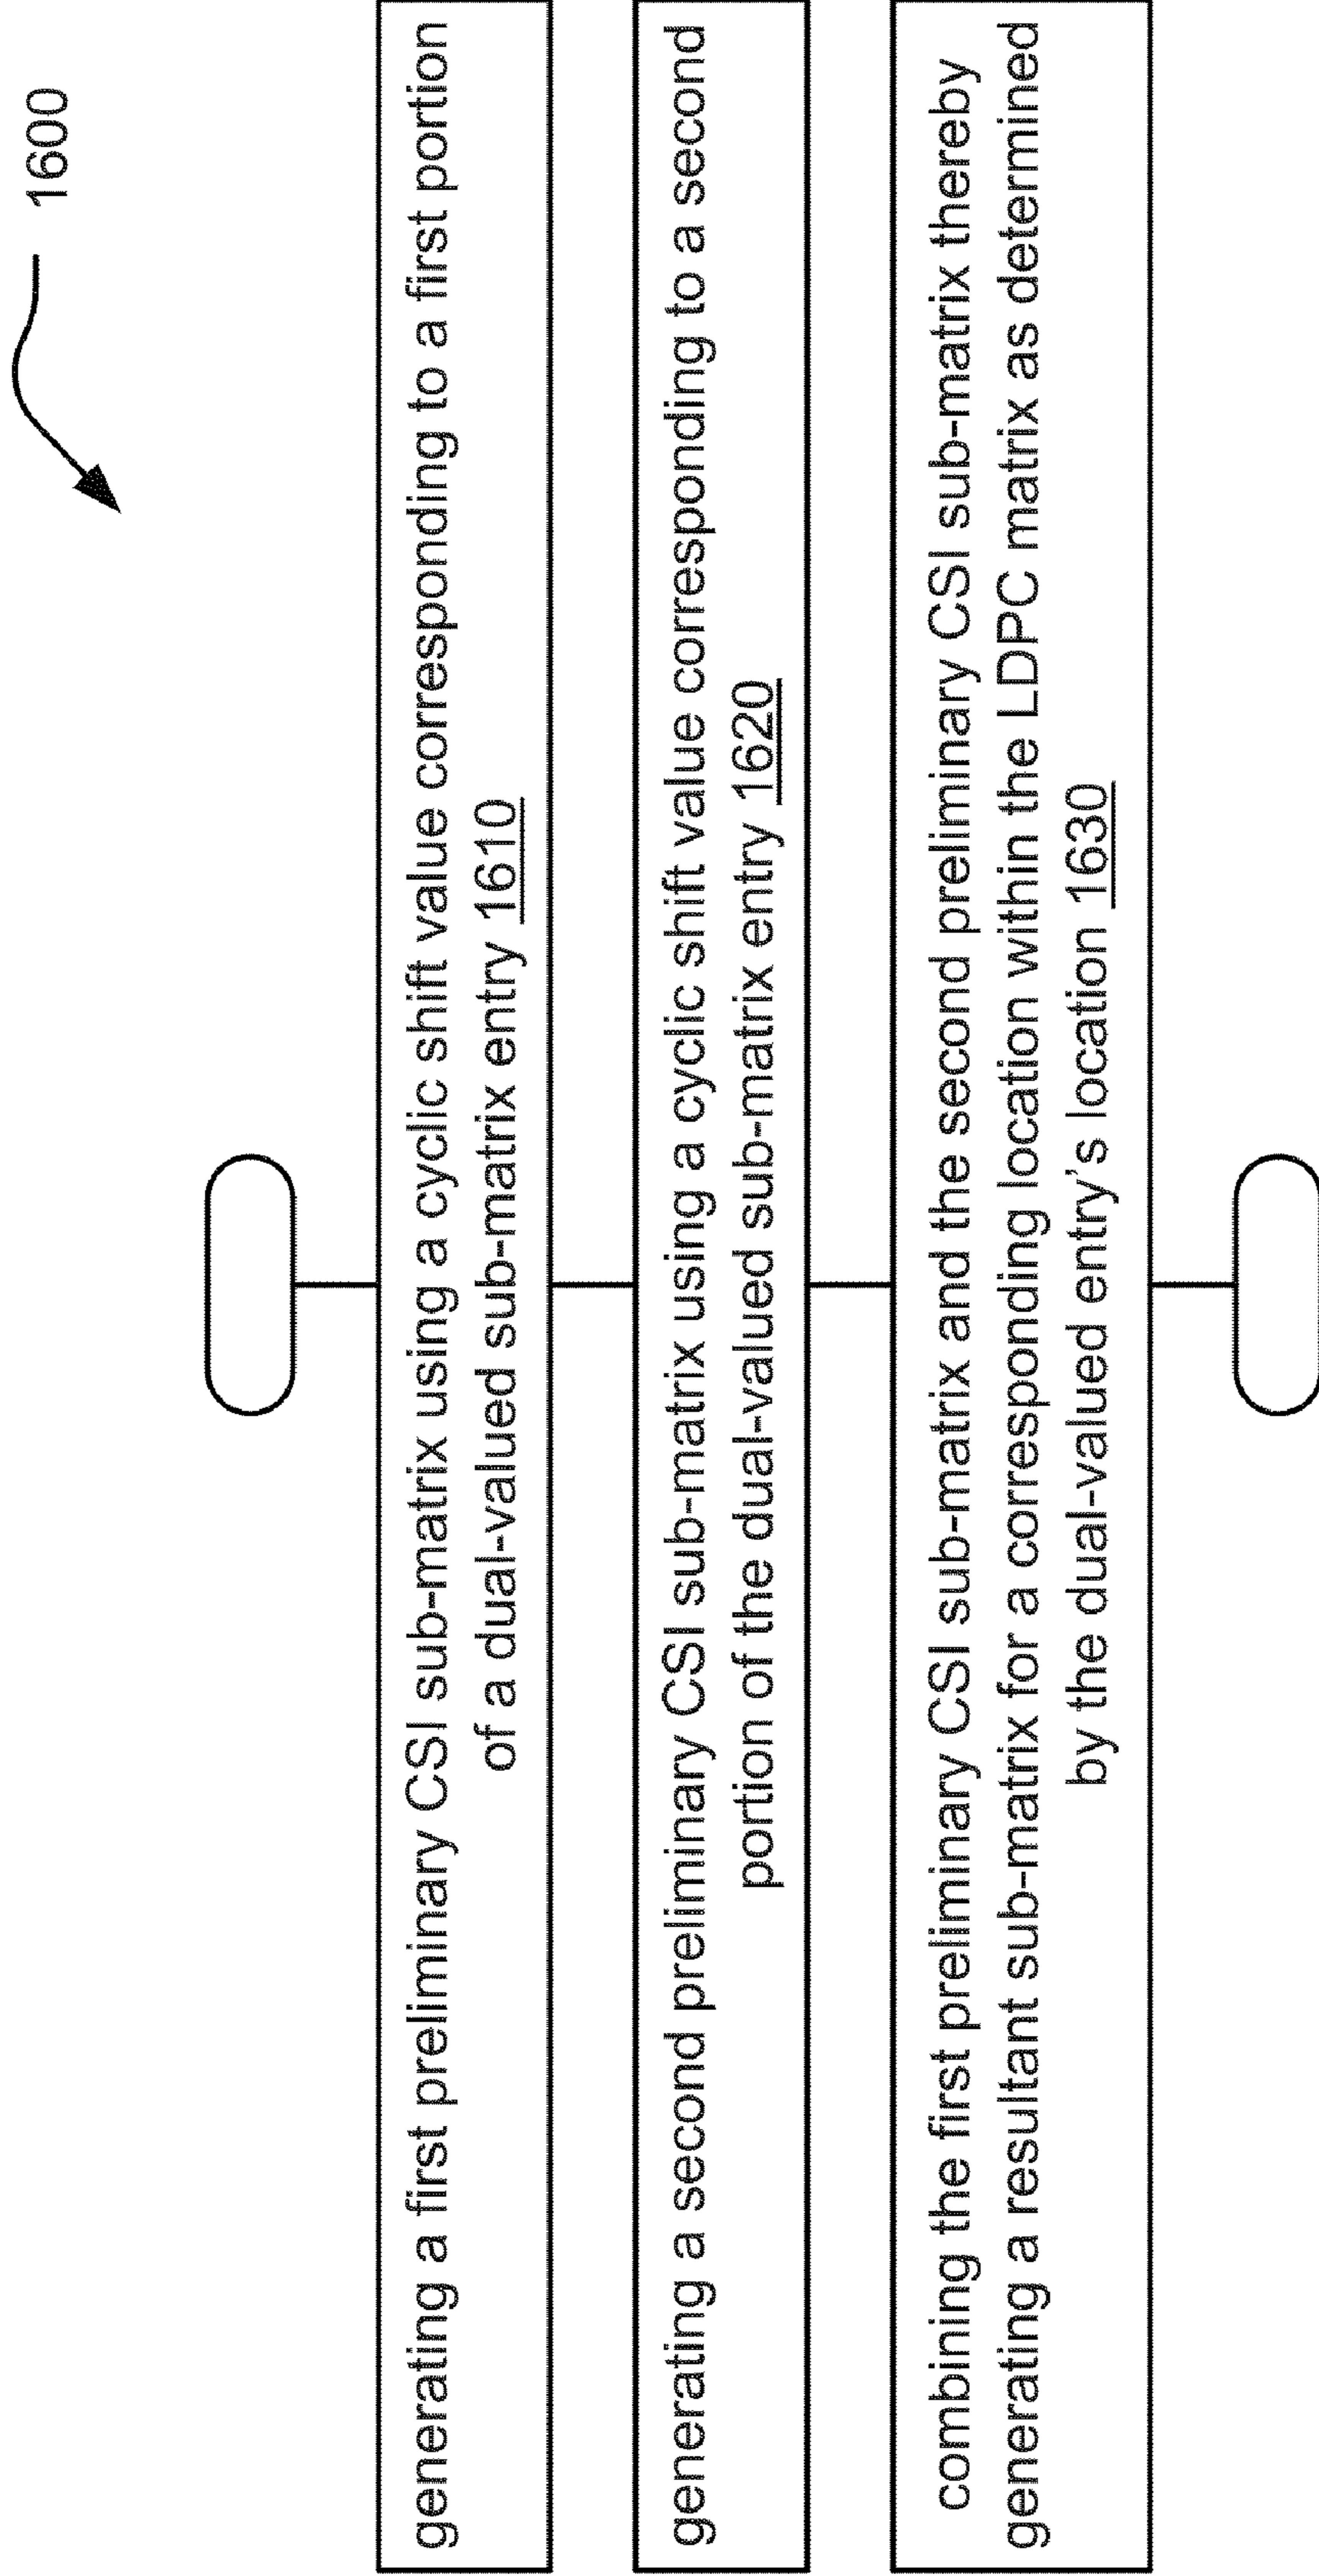 1600
generating a first preliminary CSI sub-matrix using a cyclic shift value corresponding to a first portion
of a dual-valued sub-matrix entry 1610
generating a second preliminary CSI sub-matrix using a cyclic shift value corresponding to a second
portion of the dual-valued sub-matrix entry 1620
combining the first preliminary CSI sub-matrix and the second preliminary CSI sub-matrix thereby
generating a resultant sub-matrix for a corresponding location within the LDPC matrix as determined
by the dual-valued entry's location 1630